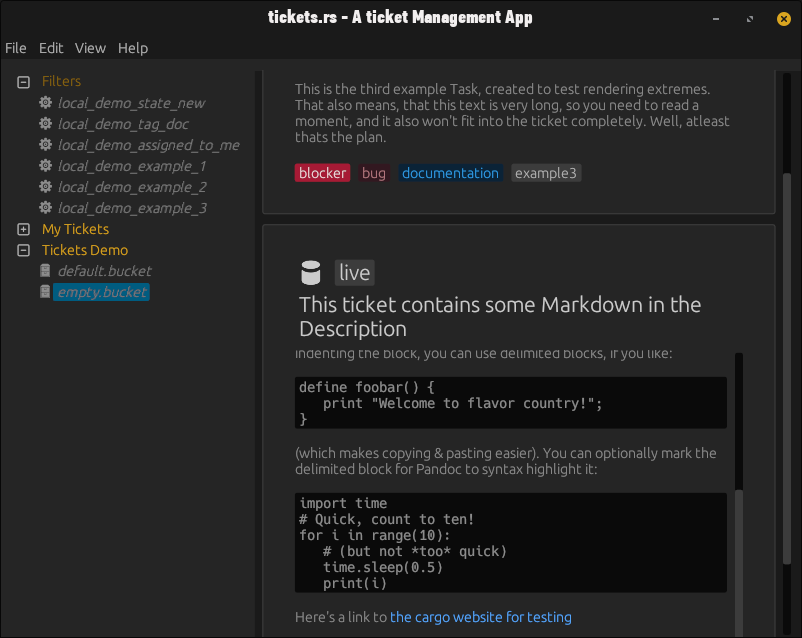 tickets.rs - A ticket Management App
File Edit View Help
Filters
local_demo_state_new
local_demo_tag_doc
local_demo_assigned_to_me
local_demo_example_1
local_demo_example_2
local_demo_example_3
My Tickets
Tickets Demo
default.bucket
empty.bucket
This is the third example Task, created to test rendering extremes.
That also means, that this text is very long, so you need to read a
moment, and it also won't fit into the ticket completely. Well, atleast
thats the plan.
blocker bug documentation example3
live
This ticket contains some Markdown in the
Description
indenting the block, you can use delimited blocks, if you like:
define foobar() {
   print "Welcome to flavor country!";
}
(which makes copying & pasting easier). You can optionally mark the
delimited block for Pandoc to syntax highlight it:
import time
# Quick, count to ten!
for i in range(10):
   # (but not *too* quick)
   time.sleep(0.5)
   print(i)
Here's a link to the cargo website for testing